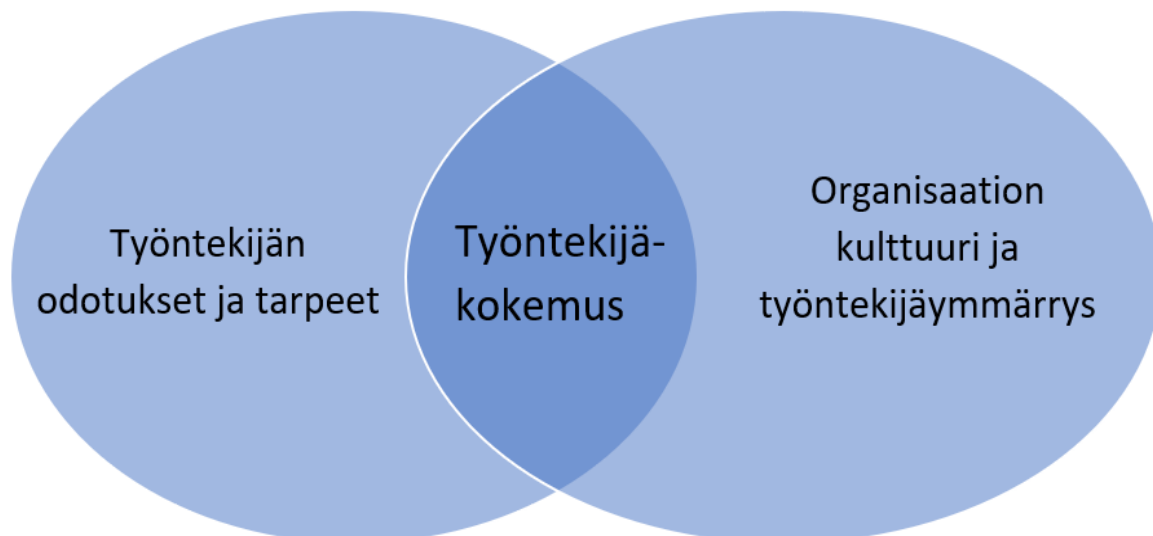 Työntekijän
odotukset ja tarpeet
Työntekijä-
kokemus
Organisaation
kulttuuri ja
työntekijäymmärrys